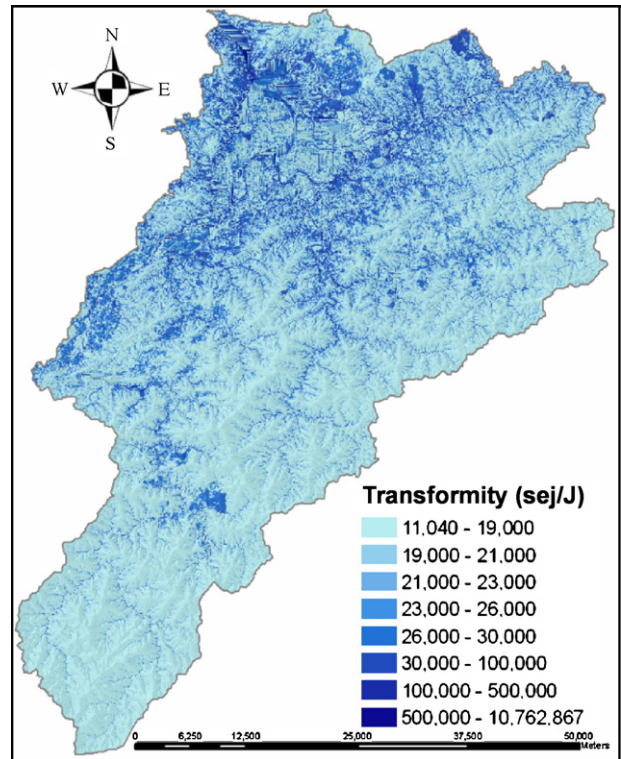 N
W E
S
Transformity (sej/J)
11,040 - 19,000
19,000 - 21,000
21,000 - 23,000
23,000 - 26,000
26,000 - 30,000
30,000 - 100,000
100,000 - 500,000
500,000 - 10,762,867
0 6,250 12,500 25,000 37,500 50,000
Meters